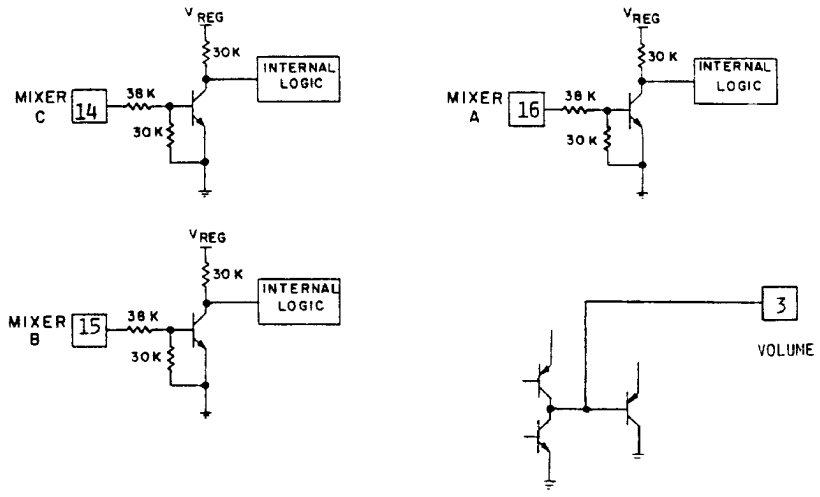 VREG
30K
INTERNAL
LOGIC
MIXER
C
14
38K
30K
VREG
30K
INTERNAL
LOGIC
MIXER
A
16
38K
30K
VREG
30K
INTERNAL
LOGIC
MIXER
B
15
38K
30K
3
VOLUME